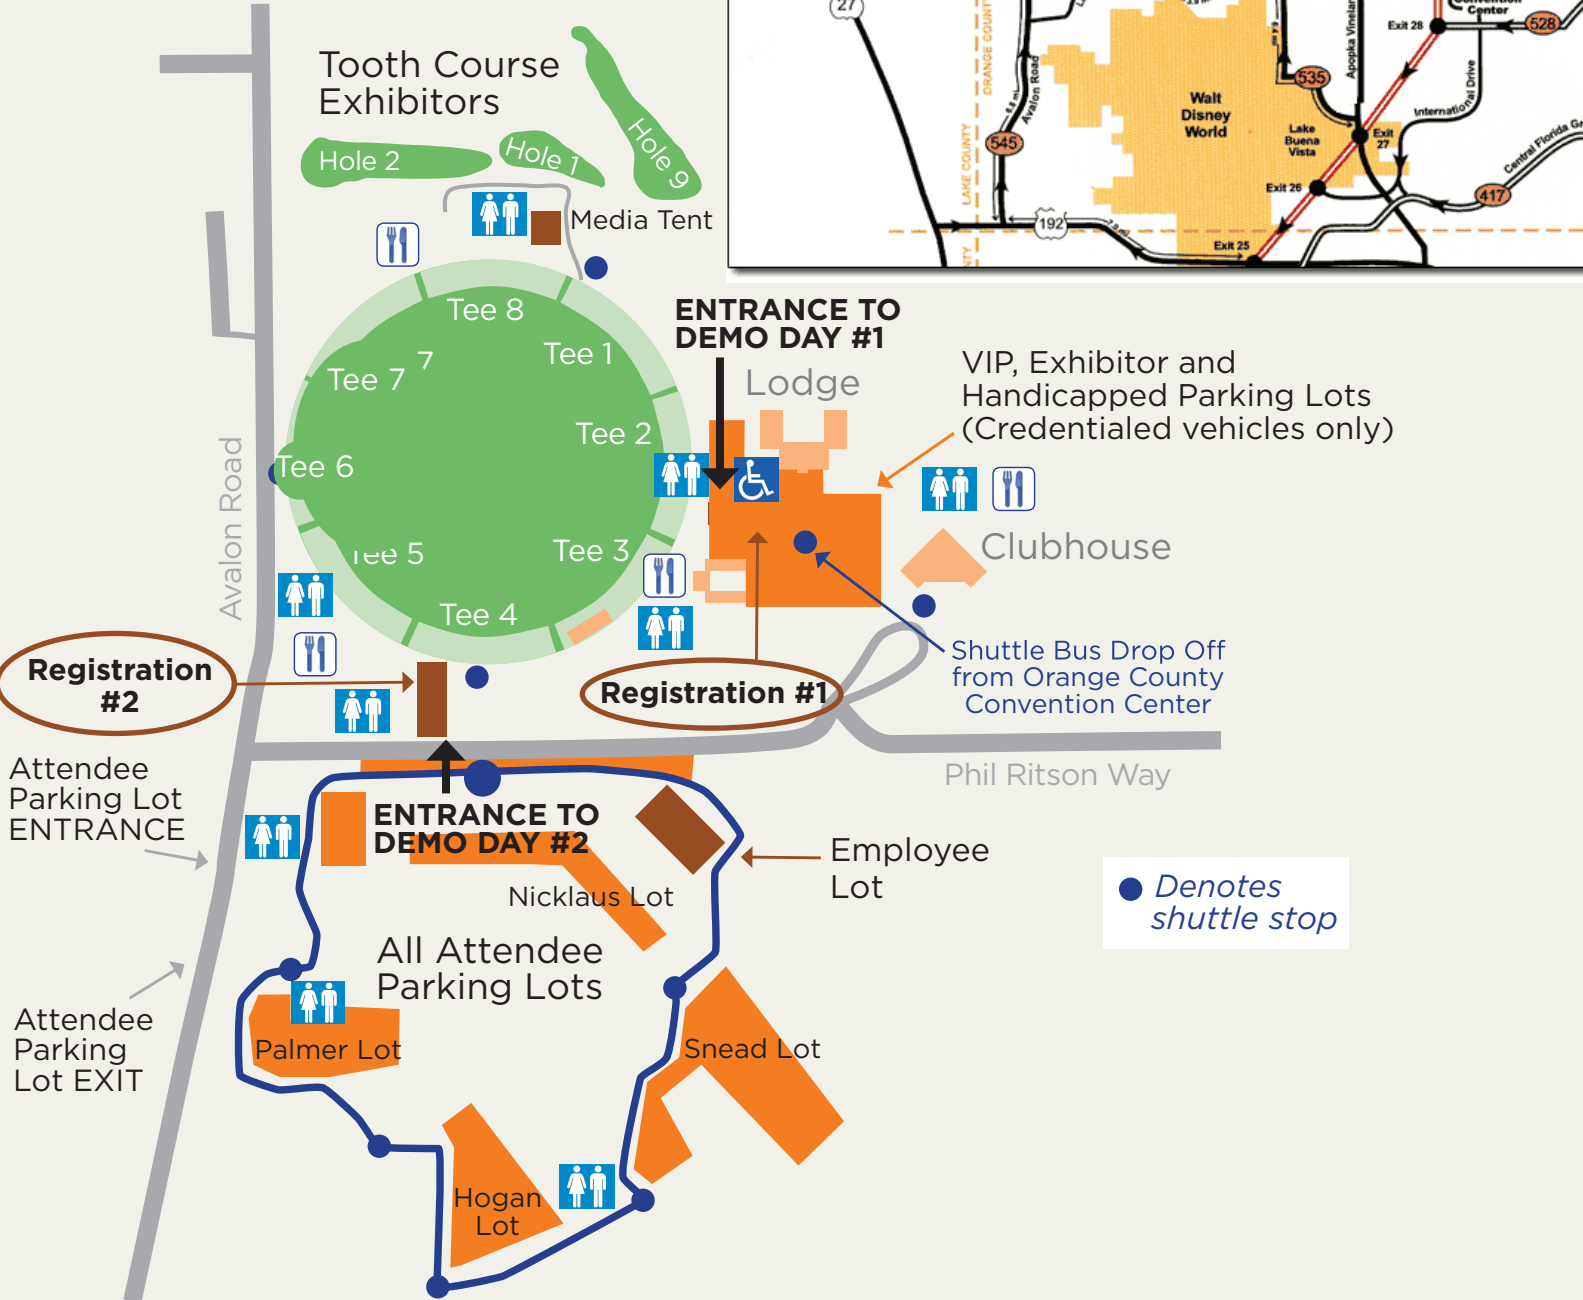 Tooth Course
Exhibitors
Hole 2
Hole 1
Hole 9
Media Tent
Tee 8
Tee 1
7
Tee 7
Tee 2
Tee 6
Tee 5
Tee 3
Tee 4
Avalon Road
ENTRANCE TO
DEMO DAY #1
Lodge
VIP, Exhibitor and
Handicapped Parking Lots
(Credentialed vehicles only)
Clubhouse
Shuttle Bus Drop Off
from Orange County
Convention Center
Registration
#2
Registration #1
Phil Ritson Way
Attendee
Parking Lot
ENTRANCE
ENTRANCE TO
DEMO DAY #2
Employee
Lot
Nicklaus Lot
All Attendee
Parking Lots
Attendee
Parking
Lot EXIT
Palmer Lot
Snead Lot
Hogan
Lot
Denotes
shuttle stop
27
ORANGE COUNTY
LAKE COUNTY
Avalon Road
545
192
Walt
Disney
World
535
Lake
Buena
Vista
Exit
27
Exit 26
Exit 25
Exit 28
Center
528
International Drive
417
Central Florida